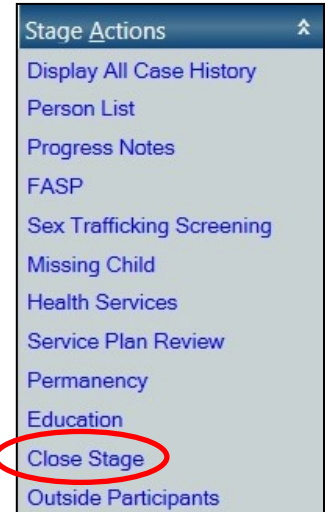 Stage Actions
Display All Case History
Person List
Progress Notes
FASP
Sex Trafficking Screening
Missing Child
Health Services
Service Plan Review
Permanency
Education
Close Stage
Outside Participants